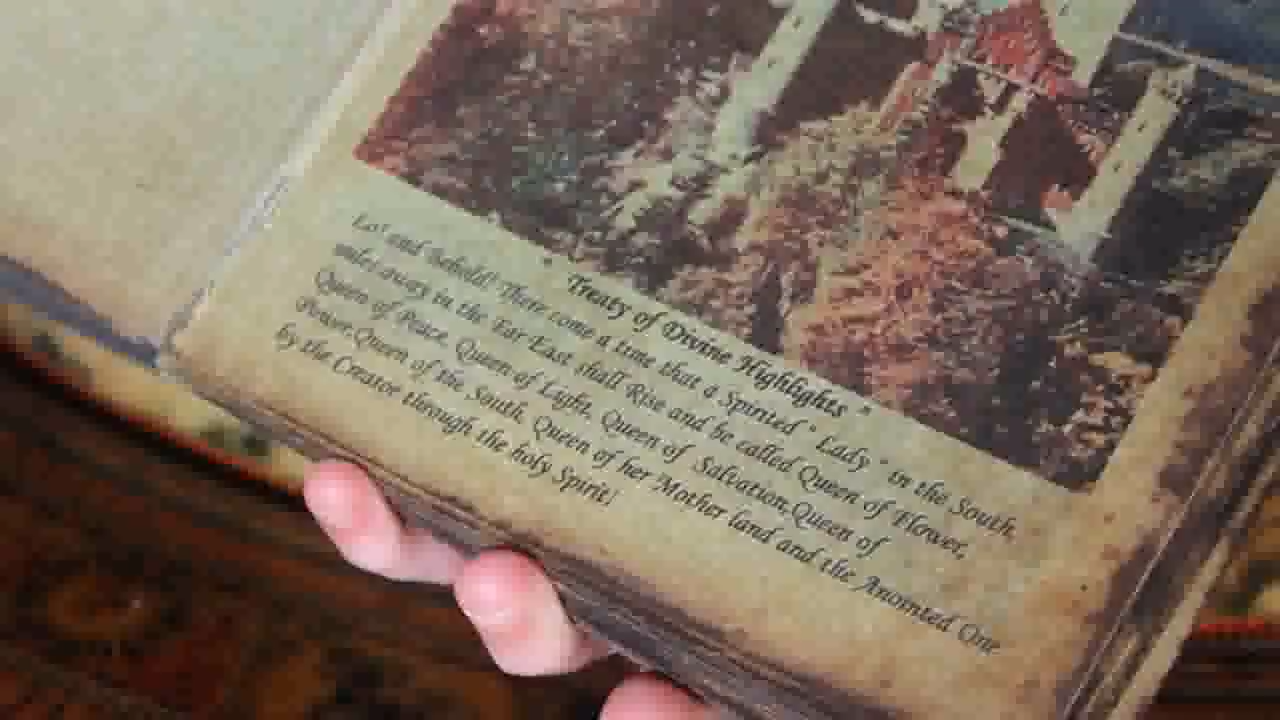 " Treaty of Divine Highlights "
Lo! and Behold! There come a time that a Spirited " Lady " in the South,
miles away in the Far East shall Rise and be called Queen of Flower,
Queen of Peace, Queen of Light, Queen of Salvation,Queen of
Power,Queen of the South, Queen of her Mother land and the Anointed One
by the Creator through the holy Spirit!